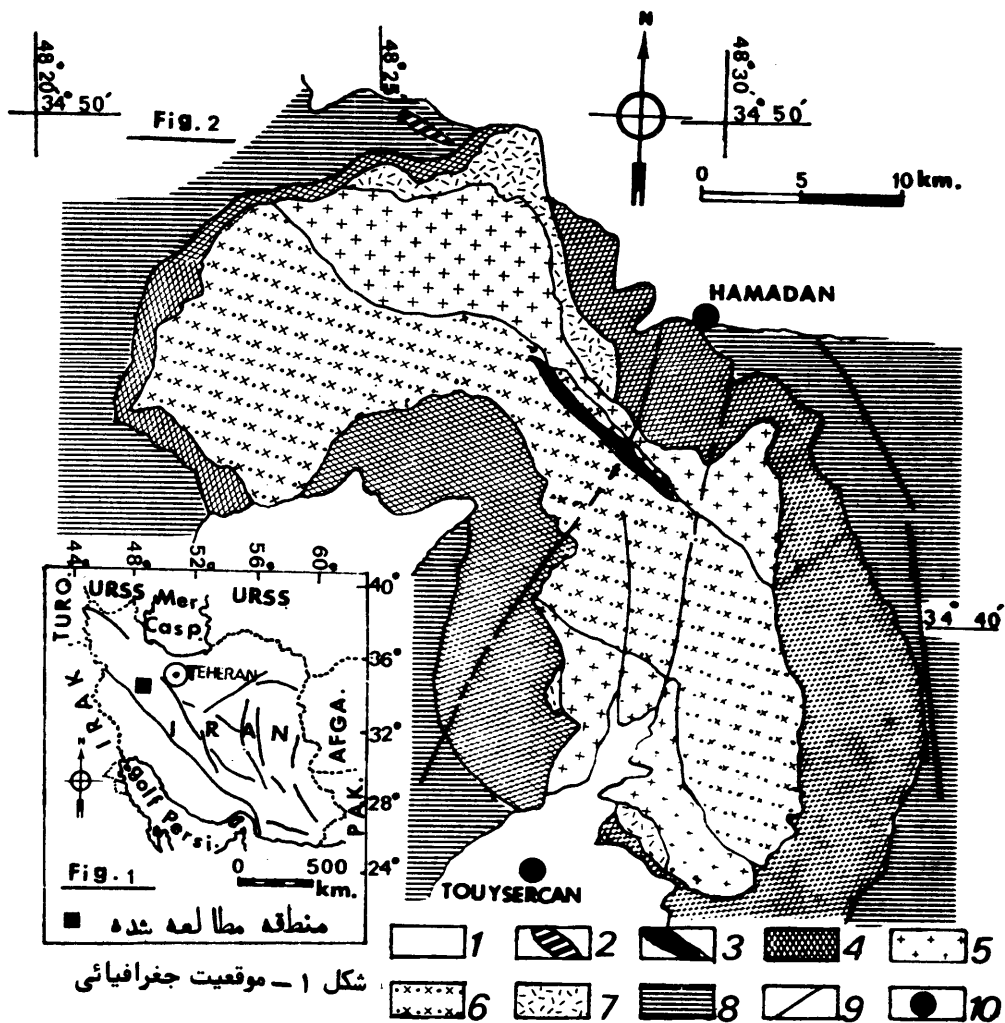 48° 20'
34° 50'
Fig. 2
48° 25'
N
48° 30'
34° 50'
0 5 10 km.
HAMADAN
34° 40'
TOUYSERCAN
44° 48° 52° 56° 60°
40°
36°
32°
28°
24°
TURQ.
URSS
Mer Casp.
URSS
TEHERAN
IRAK
IRAN
AFGA.
PAK.
golf Persi.
N
0 500 km.
Fig. 1
منطقه مطالعه شده
شکل ۱ - موقعیت جغرافیائی
1 2 3 4 5
6 7 8 9 10